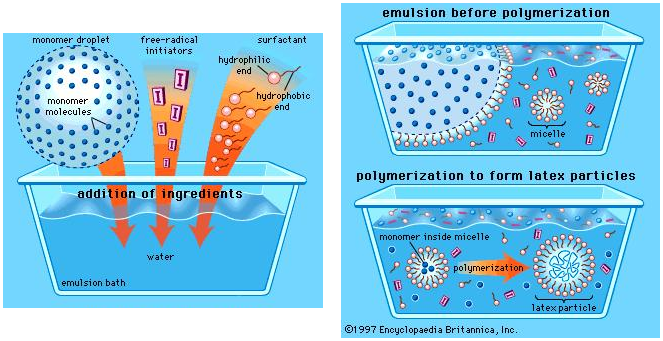 monomer droplet
free-radical
initiators
surfactant
hydrophilic
end
hydrophobic
end
monomer
molecules
I
I
I
I
I
addition of ingredients
water
emulsion bath
emulsion before polymerization
micelle
polymerization to form latex particles
monomer inside micelle
polymerization
latex particle
©1997 Encyclopaedia Britannica, Inc.